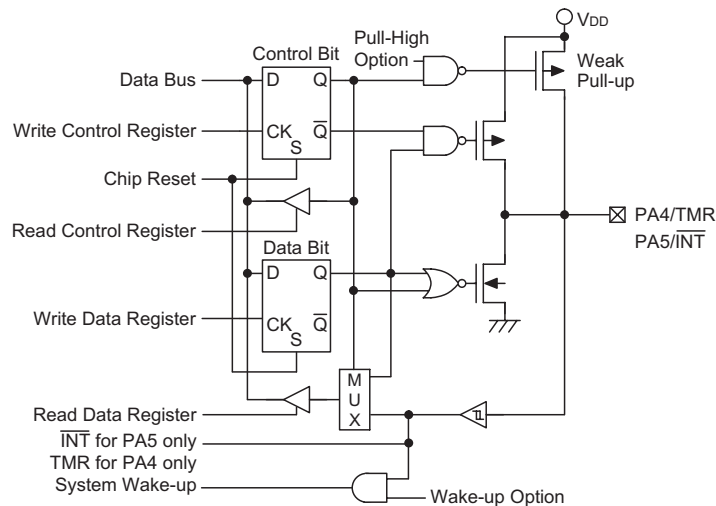 VDD
Control Bit
Pull-High
Option
Weak
Pull-up
Data Bus
D
Q
Write Control Register
CK
Q̅
S
Chip Reset
Read Control Register
PA4/TMR
PA5/I̅N̅T̅
Data Bit
D
Q
Write Data Register
CK
Q̅
S
M
U
X
Read Data Register
I̅N̅T̅ for PA5 only
TMR for PA4 only
System Wake-up
Wake-up Option